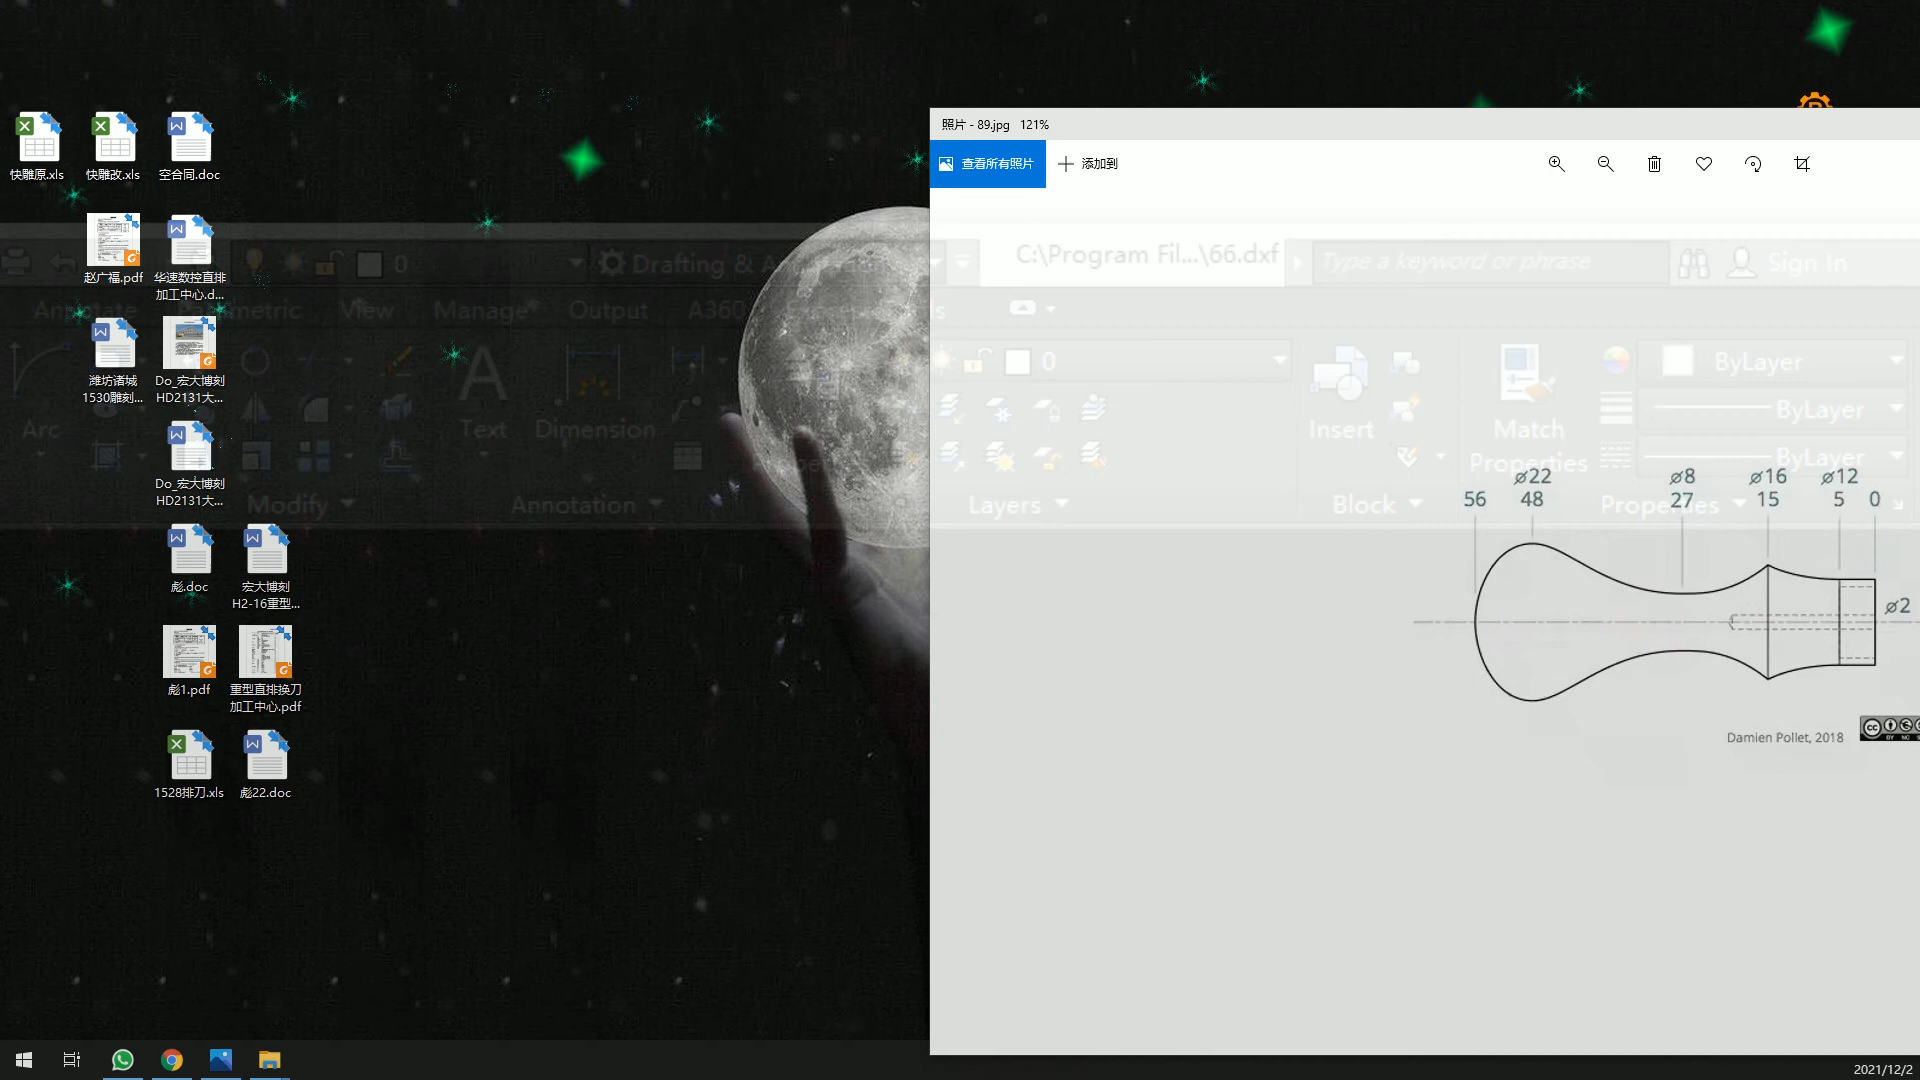 快雕原.xls
快雕改.xls
空合同.doc
赵广福.pdf
华速数控直排
加工中心.d...
潍坊诸城
1530雕刻...
Do_宏大博刻
HD2131大...
Do_宏大博刻
HD2131大...
彪.doc
宏大博刻
H2-16重型...
彪1.pdf
重型直排换刀
加工中心.pdf
1528排刀.xls
彪22.doc
照片 - 89.jpg 121%
查看所有照片
添加到
0
Drafting & A
C:\Program Fil...\66.dxf
Type a keyword or phrase
Sign In
Annotate
Parametric
View
Manage
Output
A360
Arc
A
Text
Dimension
Modify
Annotation
0
Layers
Insert
Block
Match
Properties
ByLayer
ByLayer
ByLayer
Properties
⌀22 ⌀8 ⌀16 ⌀12
56 48 27 15 5 0
⌀2
Damien Pollet, 2018
cc
BY NC
2021/12/2